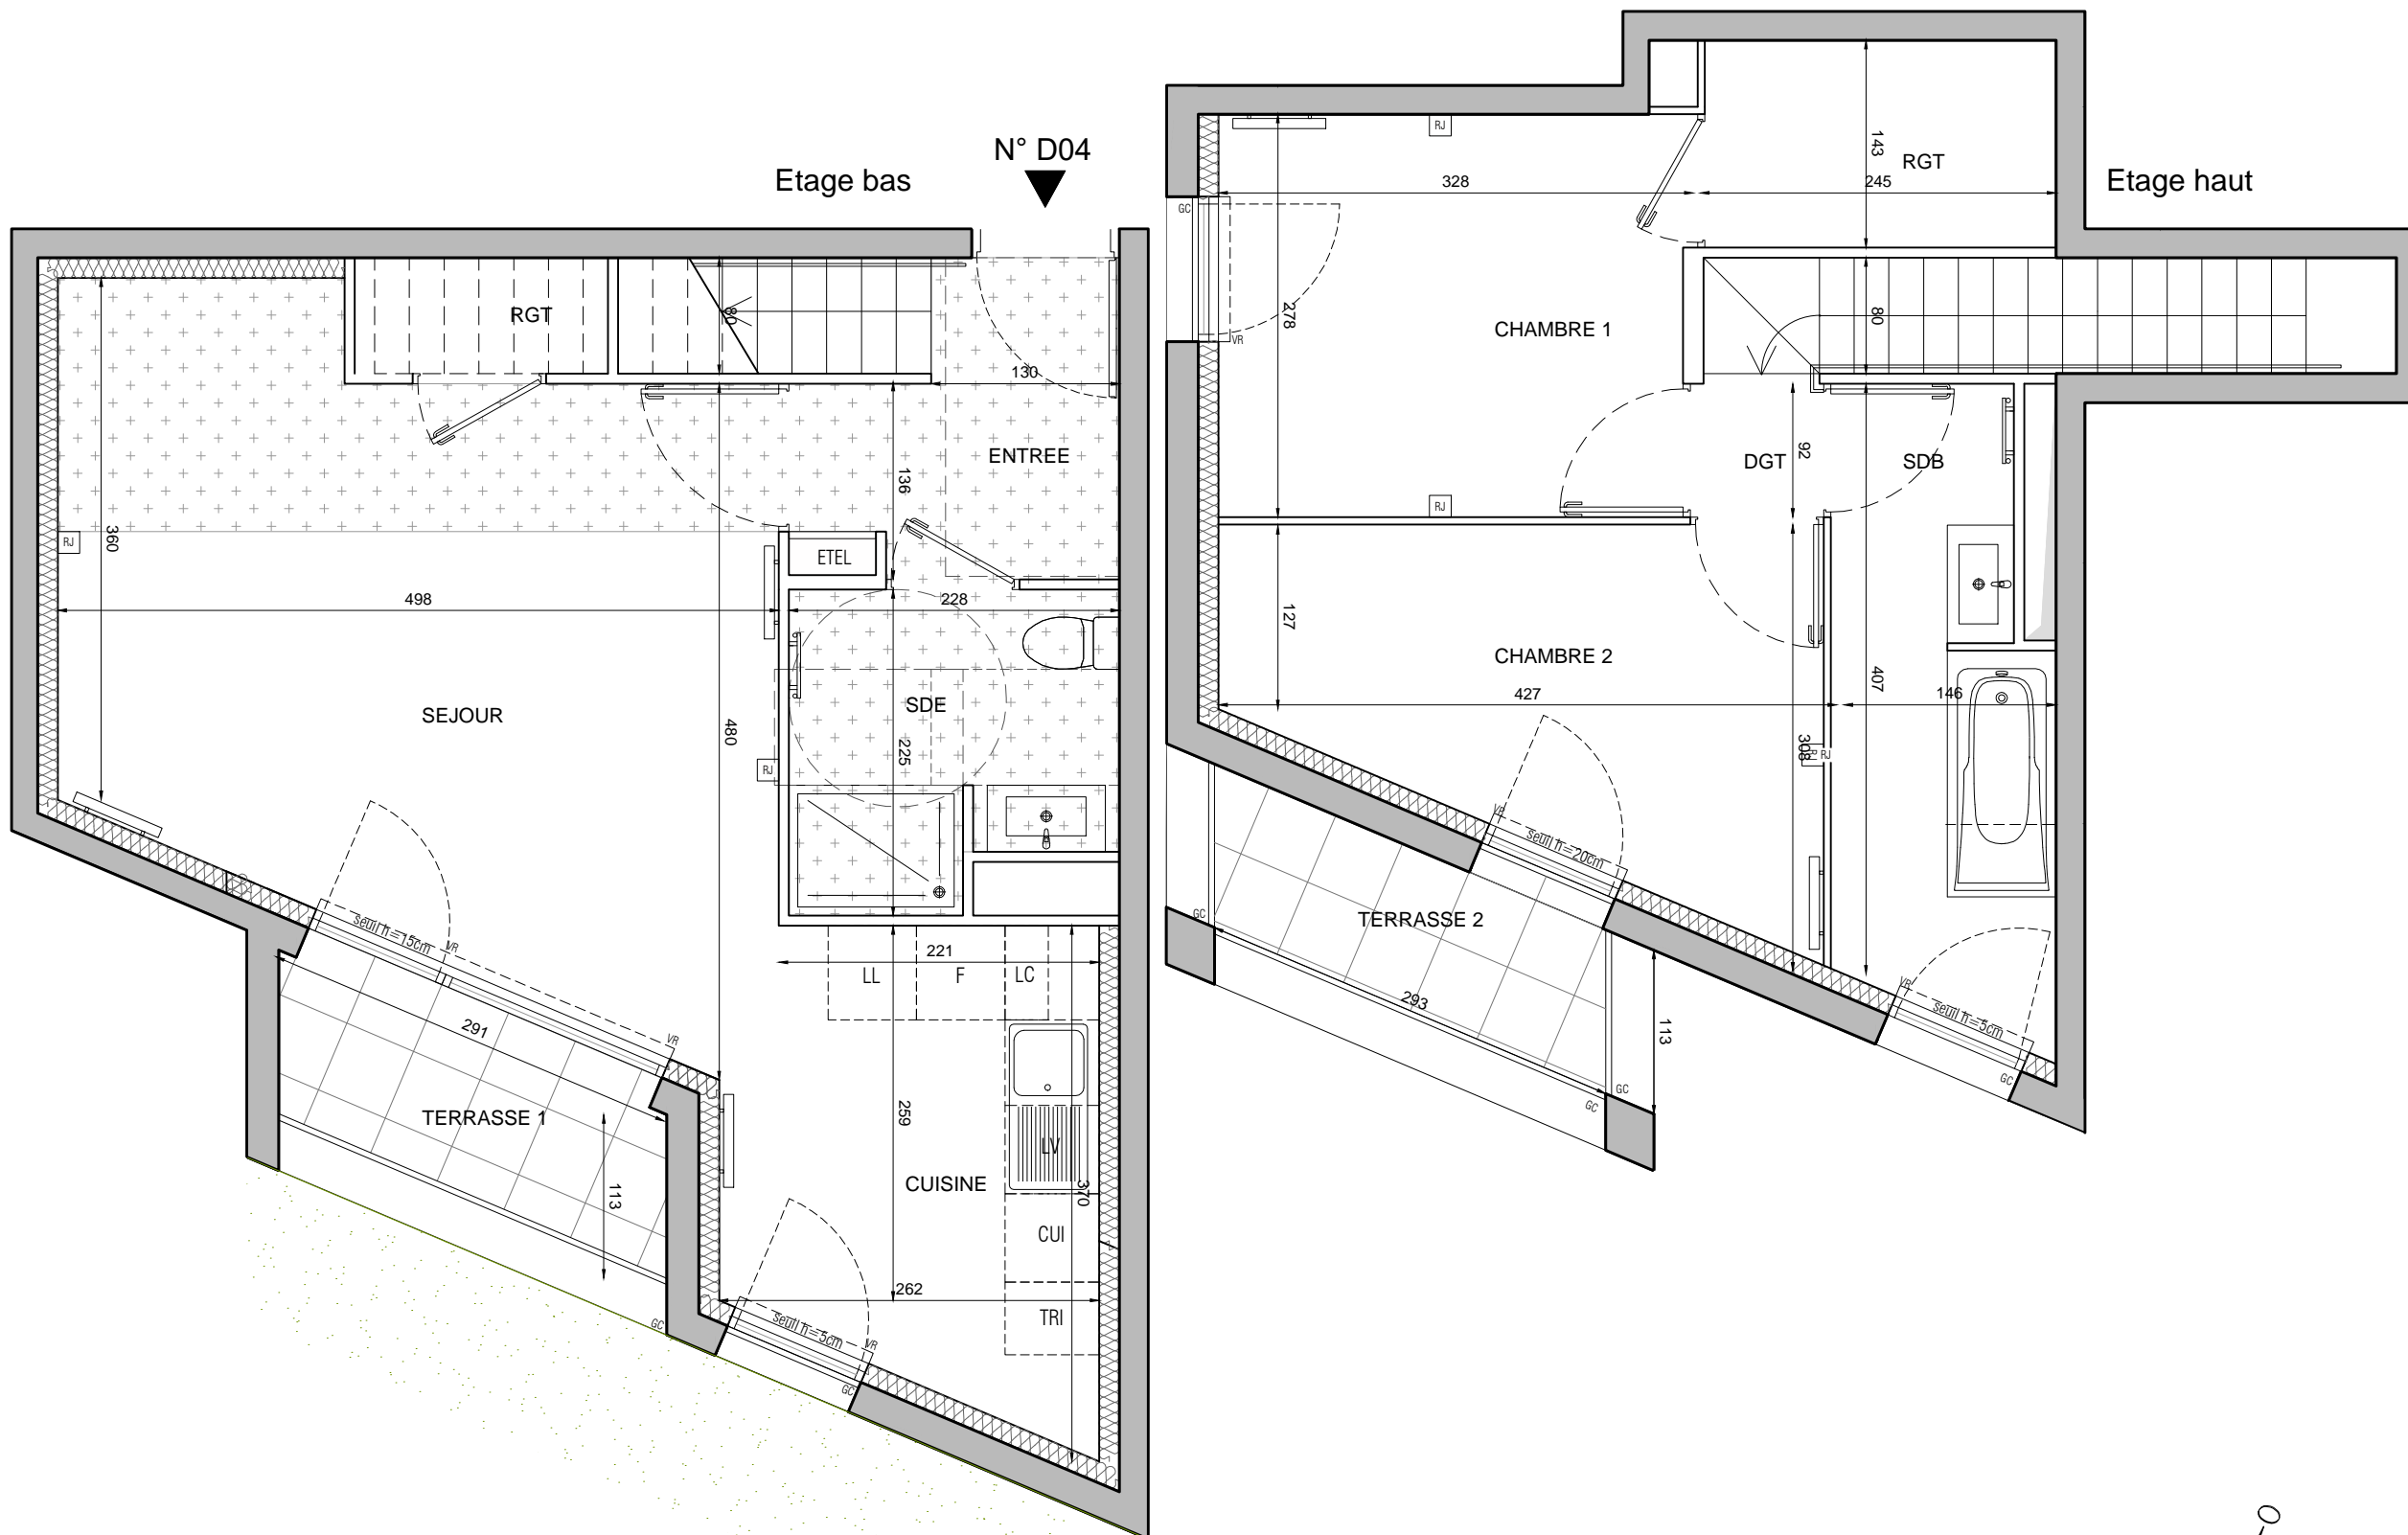 N° D04
Etage bas
Etage haut
RJ
143
RGT
328
245
GC
278
VR
CHAMBRE 1
80
RGT
80
130
ENTREE
136
DGT
92
SDB
360
RJ
RJ
ETEL
498
228
127
CHAMBRE 2
SEJOUR
SDE
480
225
427
407
146
308
RJ
RJ
VR
seuil h=20cm
TERRASSE 2
GC
seuil h=15cm
VR
221
LL
F
LC
291
293
VR
seuil h=5cm
113
VR
GC
GC
GC
TERRASSE 1
259
LV
CUISINE
370
113
CUI
262
TRI
GC
seuil h=5cm
VR
GC